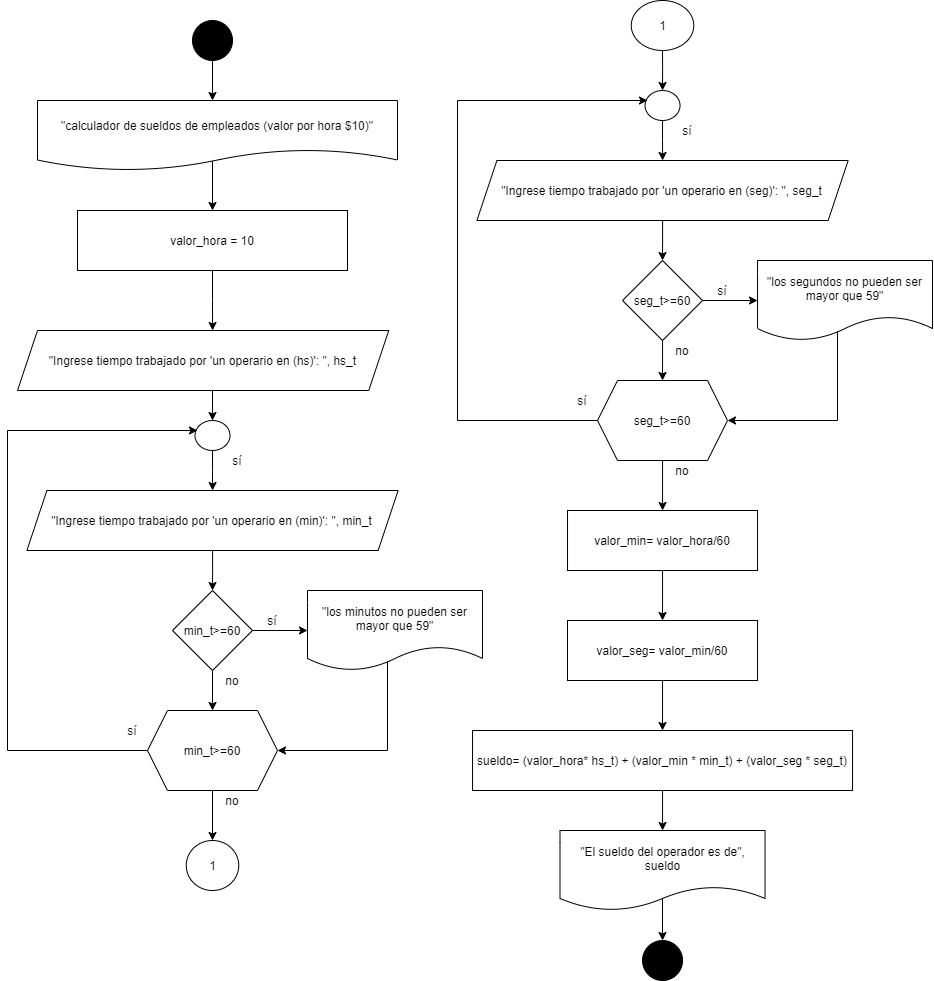 "calculador de sueldos de empleados (valor por hora $10)"
valor_hora = 10
"Ingrese tiempo trabajado por 'un operario en (hs)': ", hs_t
sí
"Ingrese tiempo trabajado por 'un operario en (min)': ", min_t
min_t>=60
sí
"los minutos no pueden ser
mayor que 59"
no
sí
min_t>=60
no
1
1
sí
"Ingrese tiempo trabajado por 'un operario en (seg)': ", seg_t
seg_t>=60
sí
"los segundos no pueden ser
mayor que 59"
no
sí
seg_t>=60
no
valor_min= valor_hora/60
valor_seg= valor_min/60
sueldo= (valor_hora* hs_t) + (valor_min * min_t) + (valor_seg * seg_t)
"El sueldo del operador es de",
sueldo